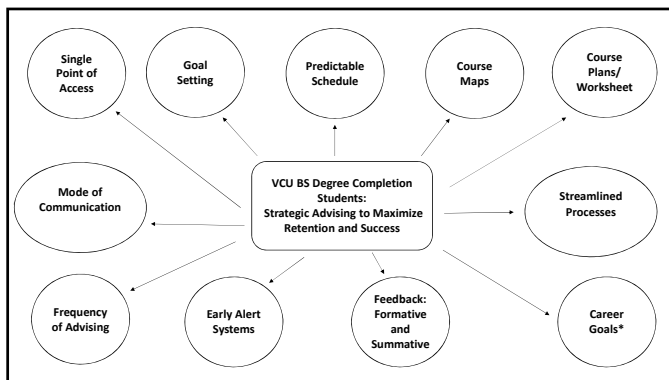 Single
Point of
Access
Goal
Setting
Predictable
Schedule
Course
Maps
Course
Plans/
Worksheet
Mode of
Communication
VCU BS Degree Completion
Students:
Strategic Advising to Maximize
Retention and Success
Streamlined
Processes
Frequency
of Advising
Early Alert
Systems
Feedback:
Formative
and
Summative
Career
Goals*